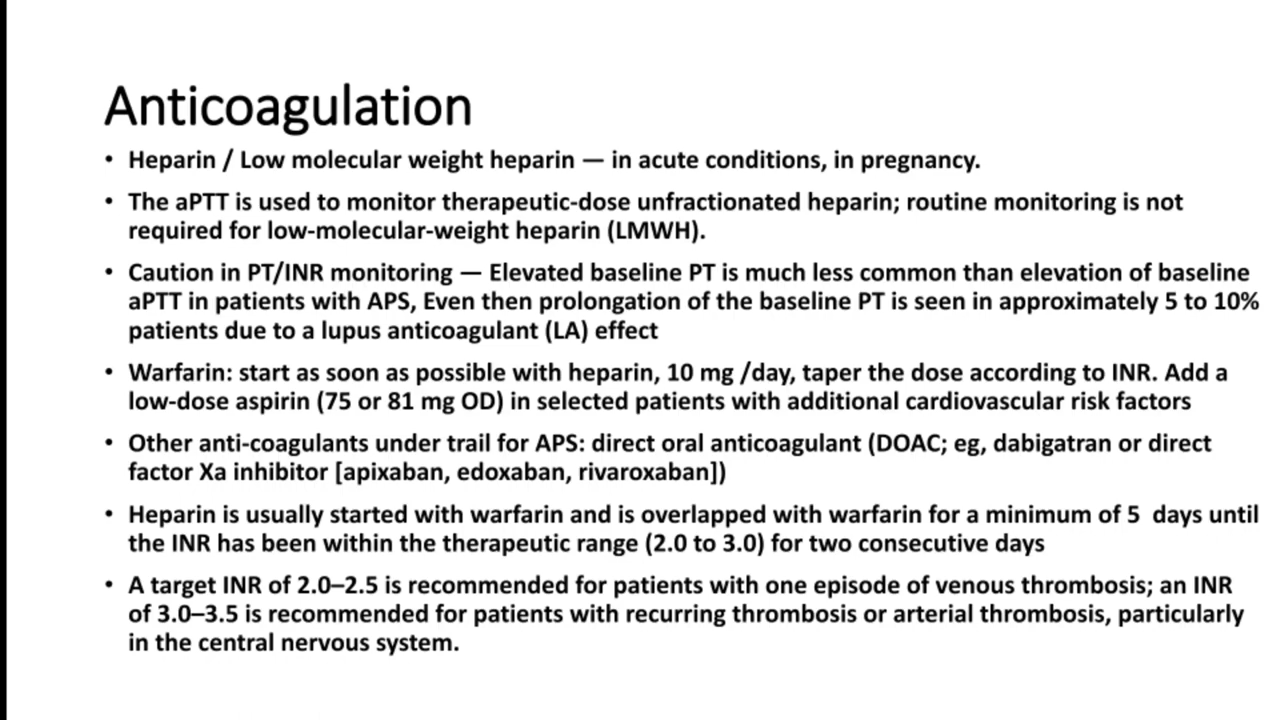 Anticoagulation
• Heparin / Low molecular weight heparin — in acute conditions, in pregnancy.
• The aPTT is used to monitor therapeutic-dose unfractionated heparin; routine monitoring is not
required for low-molecular-weight heparin (LMWH).
• Caution in PT/INR monitoring — Elevated baseline PT is much less common than elevation of baseline
aPTT in patients with APS, Even then prolongation of the baseline PT is seen in approximately 5 to 10%
patients due to a lupus anticoagulant (LA) effect
• Warfarin: start as soon as possible with heparin, 10 mg /day, taper the dose according to INR. Add a
low-dose aspirin (75 or 81 mg OD) in selected patients with additional cardiovascular risk factors
• Other anti-coagulants under trail for APS: direct oral anticoagulant (DOAC; eg, dabigatran or direct
factor Xa inhibitor [apixaban, edoxaban, rivaroxaban])
• Heparin is usually started with warfarin and is overlapped with warfarin for a minimum of 5  days until
the INR has been within the therapeutic range (2.0 to 3.0) for two consecutive days
• A target INR of 2.0–2.5 is recommended for patients with one episode of venous thrombosis; an INR
of 3.0–3.5 is recommended for patients with recurring thrombosis or arterial thrombosis, particularly
in the central nervous system.